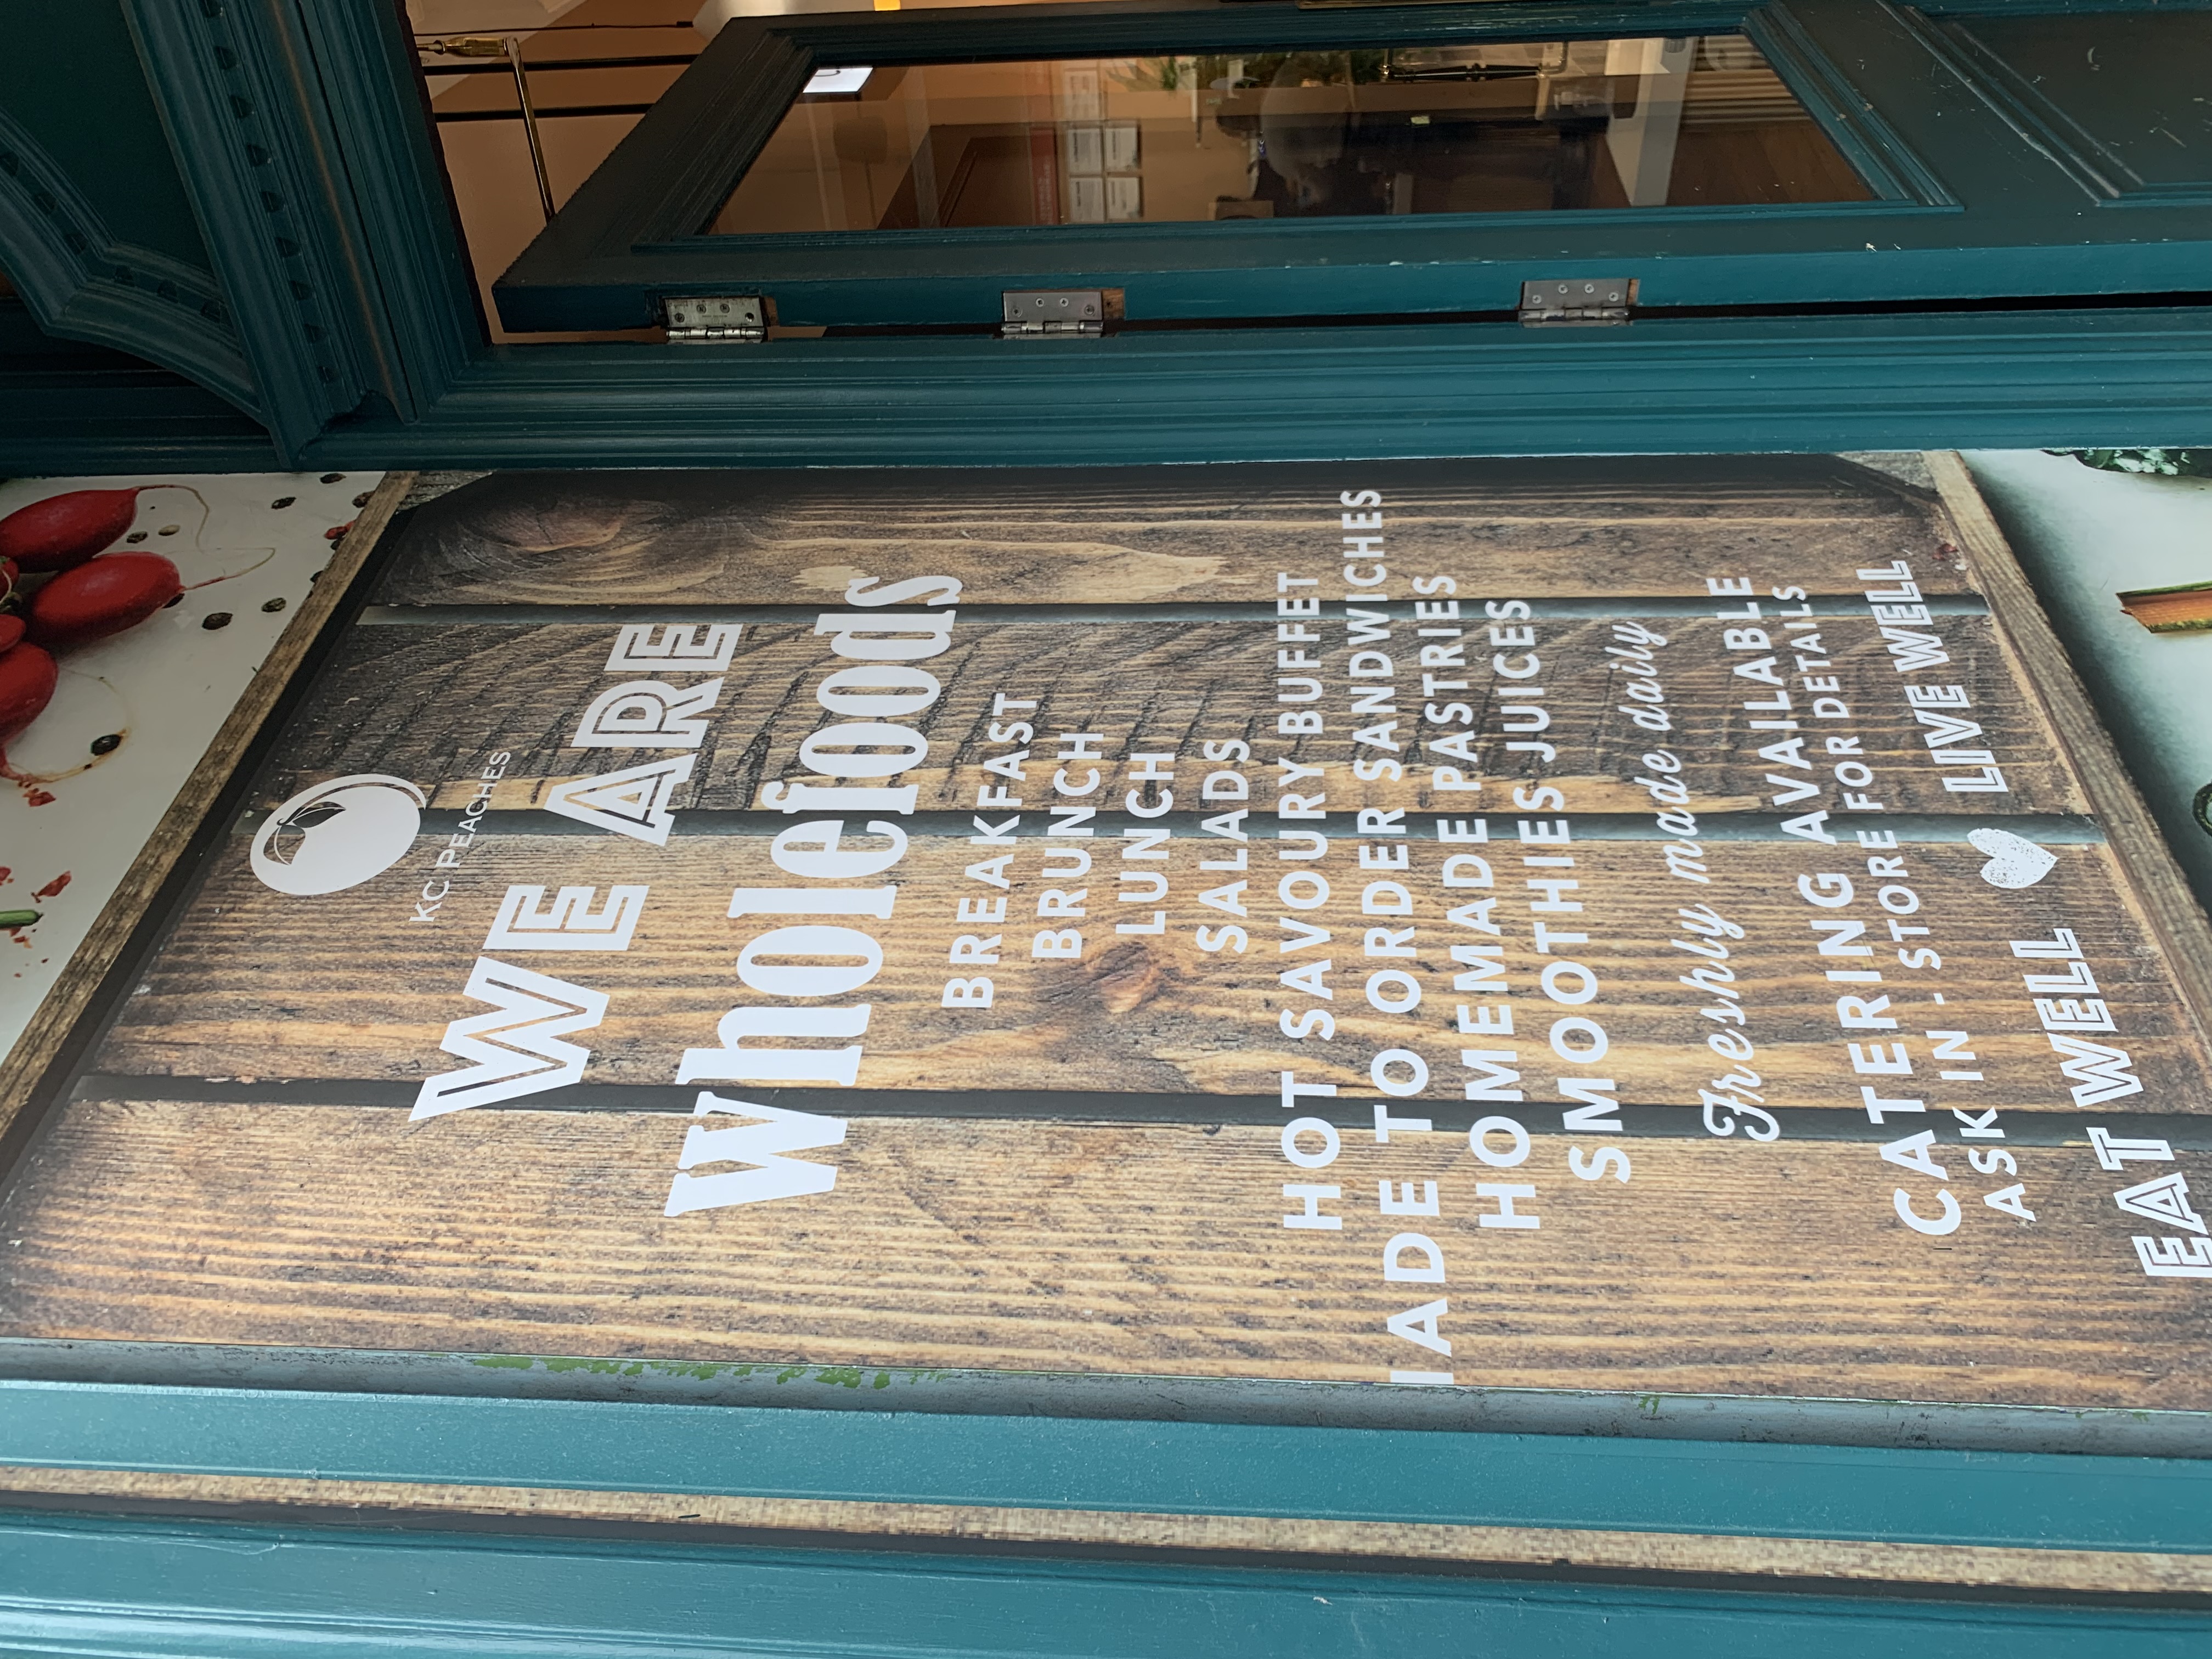 KC PEACHES
WE ARE
wholefoods
BREAKFAST
BRUNCH
LUNCH
SALADS
HOT SAVOURY BUFFET
ADE TO ORDER SANDWICHES
HOMEMADE PASTRIES
SMOOTHIES JUICES
Freshly made daily
CATERING AVAILABLE
ASK IN - STORE FOR DETAILS
EAT WELL LIVE WELL